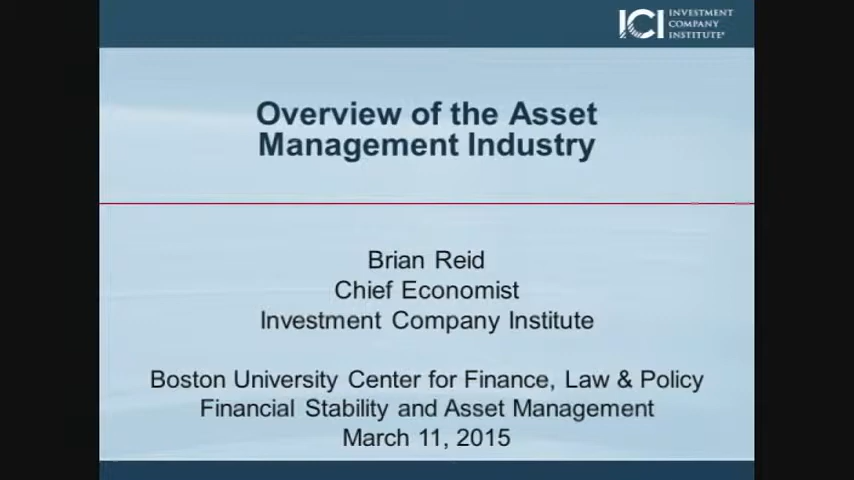 ICI INVESTMENT
COMPANY
INSTITUTE®
Overview of the Asset
Management Industry
Brian Reid
Chief Economist
Investment Company Institute
Boston University Center for Finance, Law & Policy
Financial Stability and Asset Management
March 11, 2015